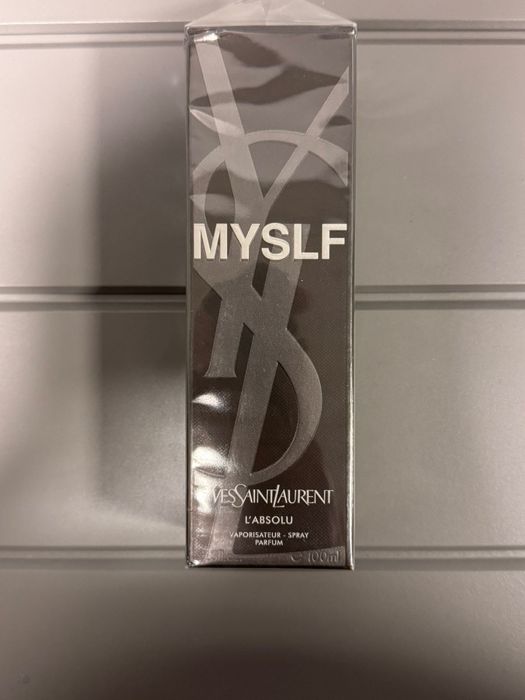 MYSLF
YVESSAINTLAURENT
L'ABSOLU
VAPORISATEUR - SPRAY
PARFUM
100ml